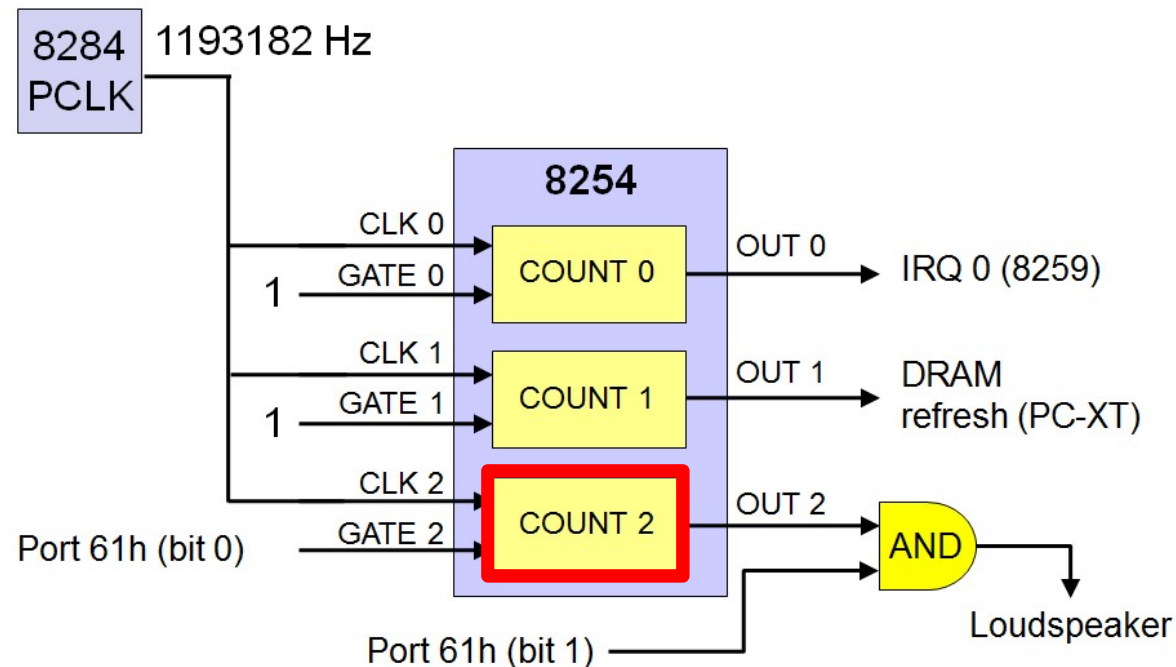 8284
PCLK
1193182 Hz
8254
CLK 0
GATE 0
1
COUNT 0
OUT 0
IRQ 0 (8259)
CLK 1
GATE 1
1
COUNT 1
OUT 1
DRAM
refresh (PC-XT)
CLK 2
GATE 2
Port 61h (bit 0)
COUNT 2
OUT 2
AND
Loudspeaker
Port 61h (bit 1)